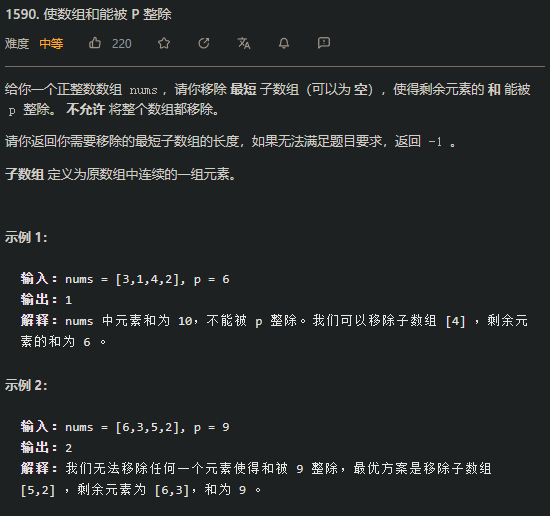 1590. 使数组和能被 P 整除
难度 中等 220
给你一个正整数数组 nums，请你移除 最短 子数组（可以为 空），使得剩余元素的 和 能被
p 整除。 不允许 将整个数组都移除。
请你返回你需要移除的最短子数组的长度，如果无法满足题目要求，返回 -1 。
子数组 定义为原数组中连续的一组元素。
示例 1：
输入：nums = [3,1,4,2], p = 6
输出：1
解释：nums 中元素和为 10，不能被 p 整除。我们可以移除子数组 [4] ，剩余元
素的和为 6 。
示例 2：
输入：nums = [6,3,5,2], p = 9
输出：2
解释：我们无法移除任何一个元素使得和被 9 整除，最优方案是移除子数组
[5,2] ，剩余元素为 [6,3]，和为 9 。